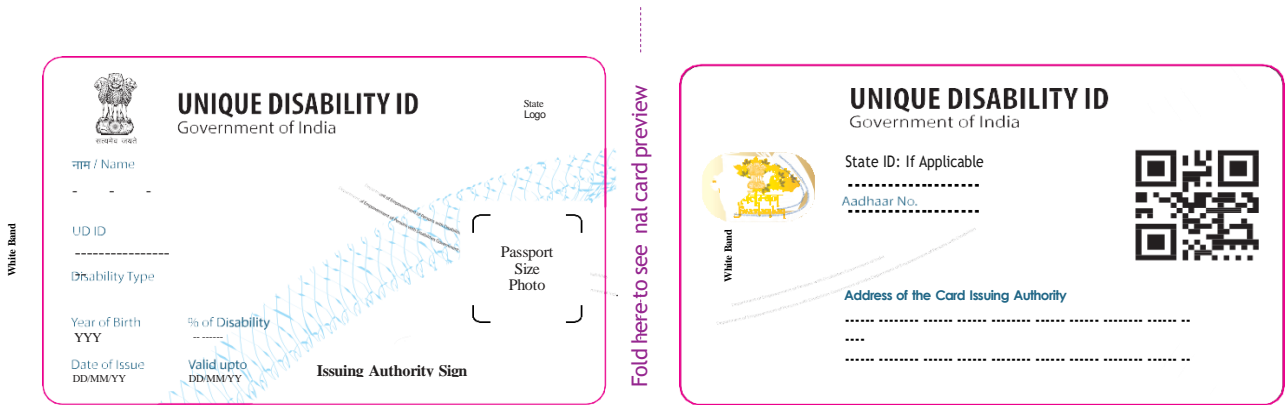 सत्यमेव जयते
UNIQUE DISABILITY ID
Government of India
State
Logo
नाम / Name
- - -
UD ID
----------------
Disability Type
Passport
Size
Photo
Year of Birth
% of Disability
YYY
-- ------
Date of Issue
Valid upto
DD/MM/YY
DD/MM/YY
Issuing Authority Sign
White Band
Fold here to see nal card preview
UNIQUE DISABILITY ID
Government of India
State ID: If Applicable
-------------------
Aadhaar No.
-------------------
White Band
Address of the Card Issuing Authority
------ -------- ------ ------ ------- ------ ------ -------- ------ --
----
------ -------- ------ ------ ------- ------ ------ -------- ------ --